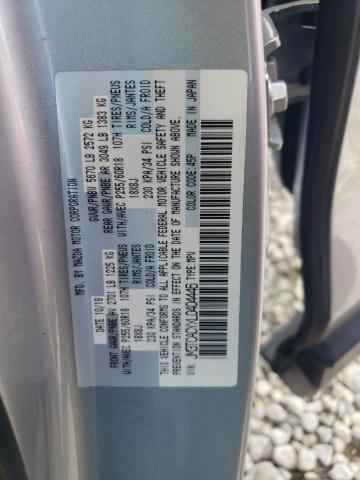 MFD. BY MAZDA MOTOR CORPORATION
DATE: 10/19 GVWR/PNBV 5670 LB 2572 KG
FRONT GAWR/PNBE AV 2701 LB 1225 KG REAR GAWR/PNBE AR 3049 LB 1383 KG
WITH/AVEC P255/60R18 107H TIRES/PNEUS WITH/AVEC P255/60R18 107H TIRES/PNEUS
18X8J RIMS/JANTES 18X8J RIMS/JANTES
230 KPA/34 PSI COLD/A FROID 230 KPA/34 PSI COLD/A FROID
THIS VEHICLE CONFORMS TO ALL APPLICABLE FEDERAL MOTOR VEHICLE SAFETY AND THEFT
PREVENTION STANDARDS IN EFFECT ON THE DATE OF MANUFACTURE SHOWN ABOVE.
VIN: JM3TCACYXL0404446 MADE IN JAPAN
TYPE:MPV COLOR CODE:45P